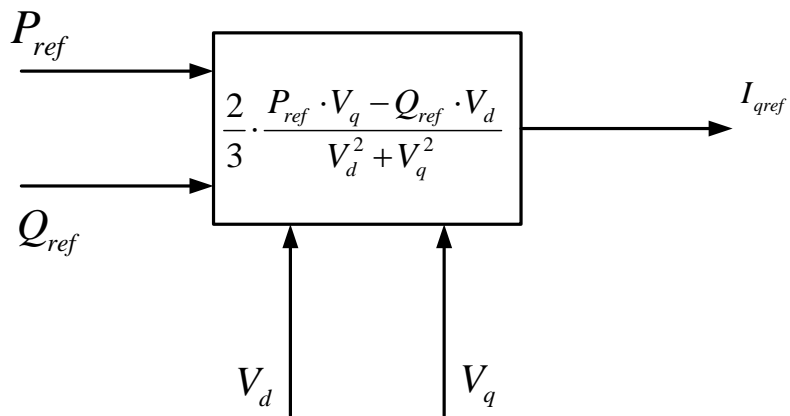 P_ref
I_qref
2/3 · (P_ref · V_q − Q_ref · V_d) / (V_d^2 + V_q^2)
Q_ref
V_d
V_q